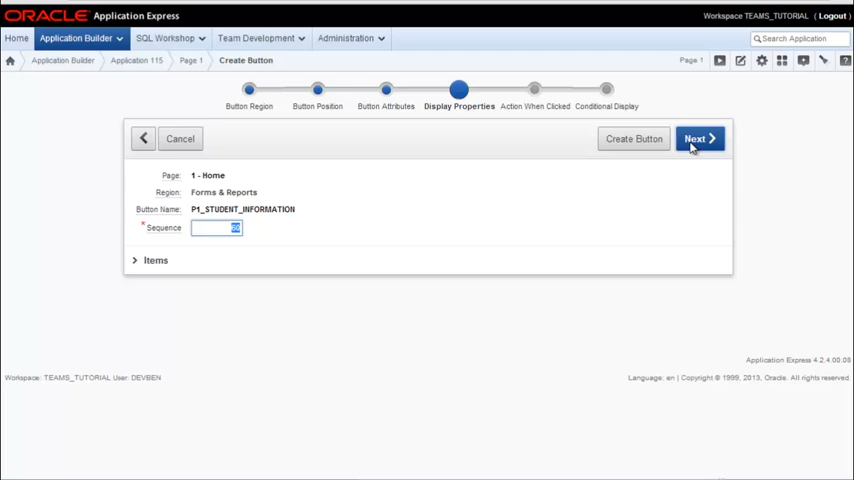 ORACLE Application Express Workspace TEAMS_TUTORIAL ( Logout )
Home Application Builder SQL Workshop Team Development Administration Search Application
Application Builder Application 115 Page 1 Create Button Page 1
Button Region Button Position Button Attributes Display Properties Action When Clicked Conditional Display
Cancel Create Button Next
Page: 1 - Home
Region: Forms & Reports
Button Name: P1_STUDENT_INFORMATION
* Sequence
Items
Application Express 4.2.4.00.08
Workspace: TEAMS_TUTORIAL User: DEVBEN Language: en | Copyright © 1999, 2013, Oracle. All rights reserved.